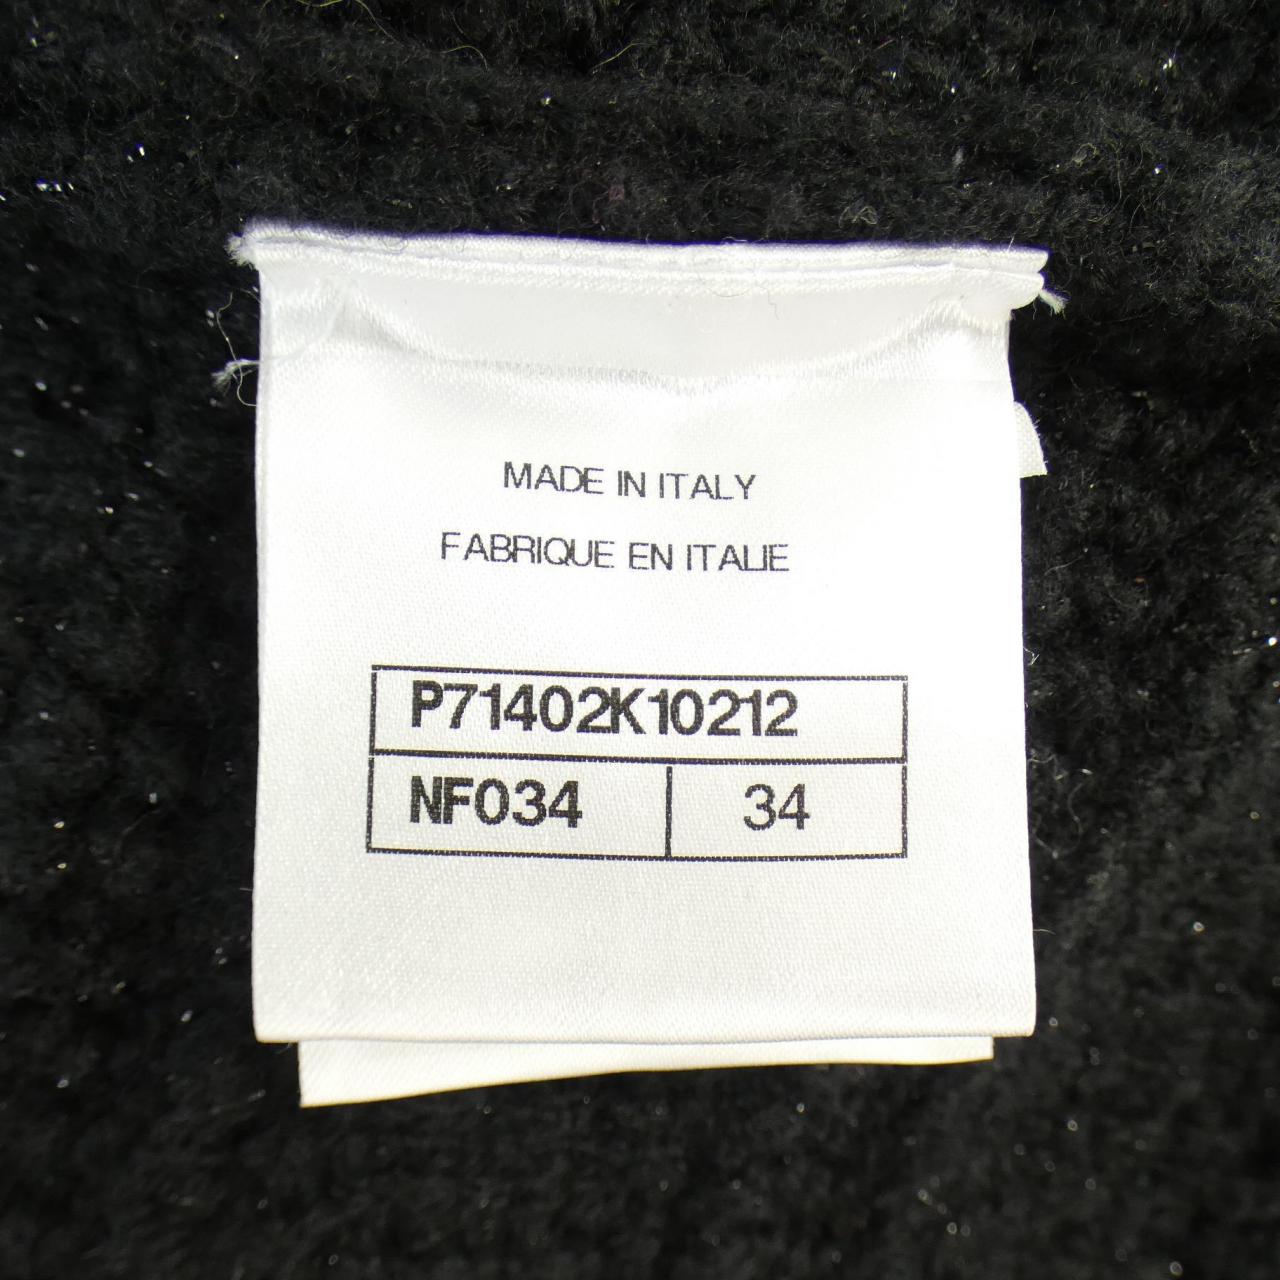 MADE IN ITALY
FABRIQUE EN ITALIE
P71402K10212
NF034 34